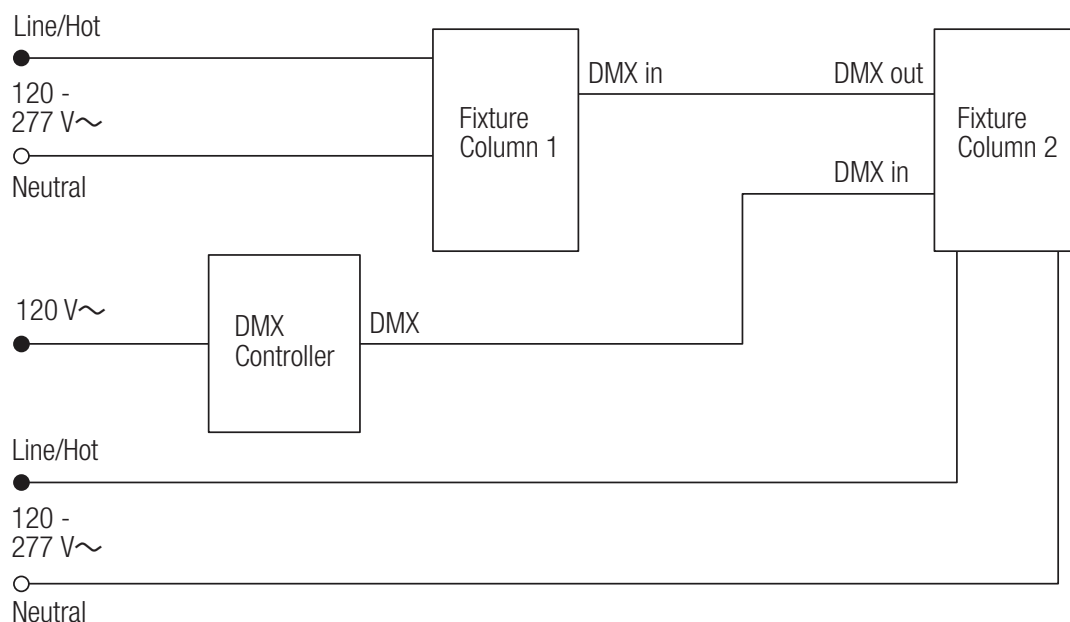 Line/Hot
120 -
277 V~
Neutral
Fixture
Column 1
DMX in
DMX out
Fixture
Column 2
DMX in
120 V~
DMX
Controller
DMX
Line/Hot
120 -
277 V~
Neutral